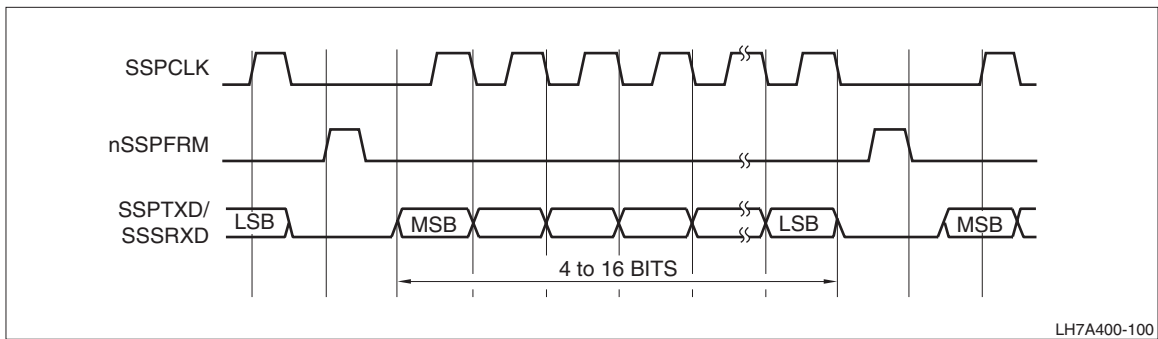 SSPCLK
nSSPFRM
SSPTXD/
SSSRXD
LSB
MSB
LSB
MSB
4 to 16 BITS
LH7A400-100